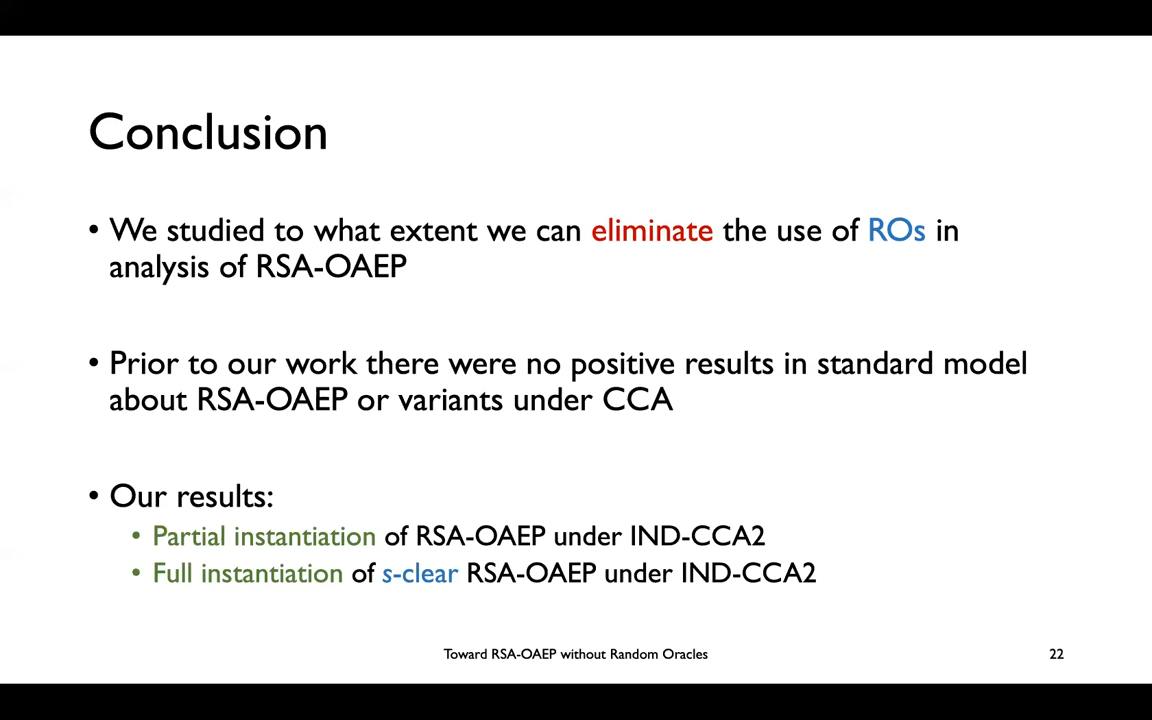 Conclusion
• We studied to what extent we can eliminate the use of ROs in
analysis of RSA-OAEP
• Prior to our work there were no positive results in standard model
about RSA-OAEP or variants under CCA
• Our results:
• Partial instantiation of RSA-OAEP under IND-CCA2
• Full instantiation of s-clear RSA-OAEP under IND-CCA2
Toward RSA-OAEP without Random Oracles
22